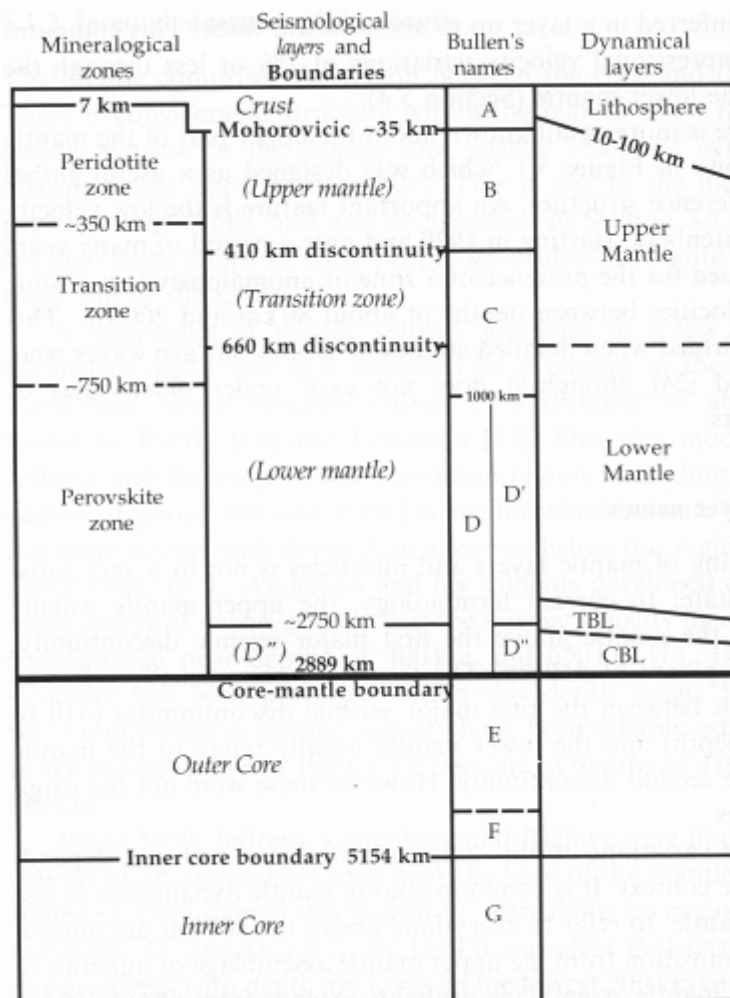 Mineralogical zones
Seismological layers and Boundaries
Bullen's names
Dynamical layers
7 km
Crust
A
Lithosphere
Mohorovicic ~35 km
10-100 km
Peridotite zone
(Upper mantle)
B
~350 km
410 km discontinuity
Upper Mantle
Transition zone
(Transition zone)
C
660 km discontinuity
~750 km
1000 km
Perovskite zone
(Lower mantle)
D
D'
Lower Mantle
~2750 km
TBL
(D")
2889 km
D"
CBL
Core-mantle boundary
E
Outer Core
F
Inner core boundary 5154 km
Inner Core
G